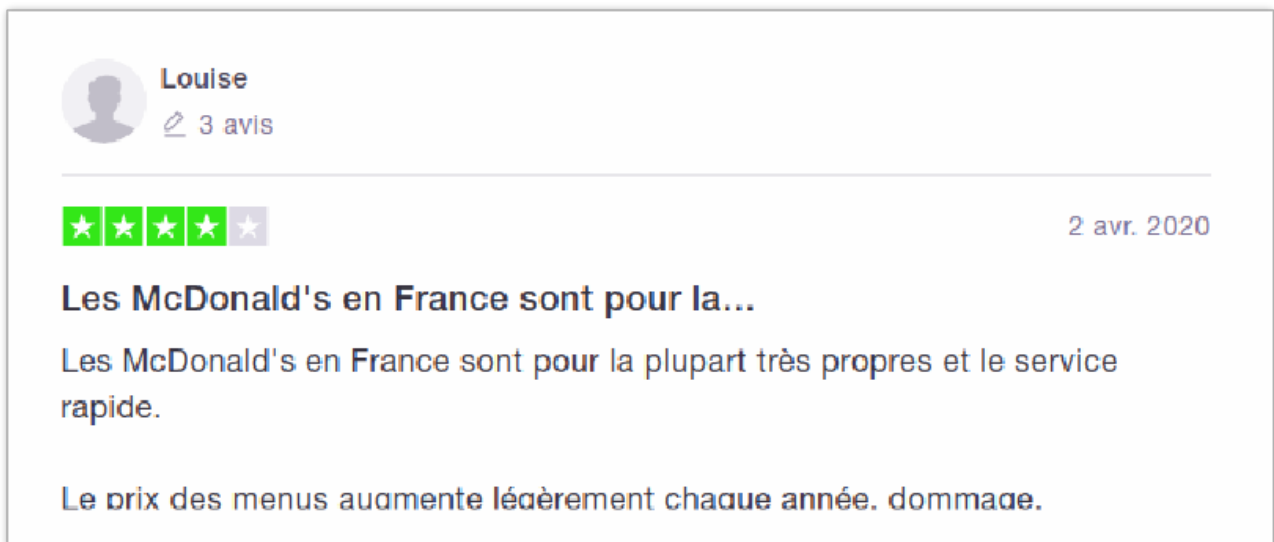 Louise
3 avis
2 avr. 2020
Les McDonald's en France sont pour la...
Les McDonald's en France sont pour la plupart très propres et le service
rapide.
Le prix des menus augmente légèrement chaque année. dommage.